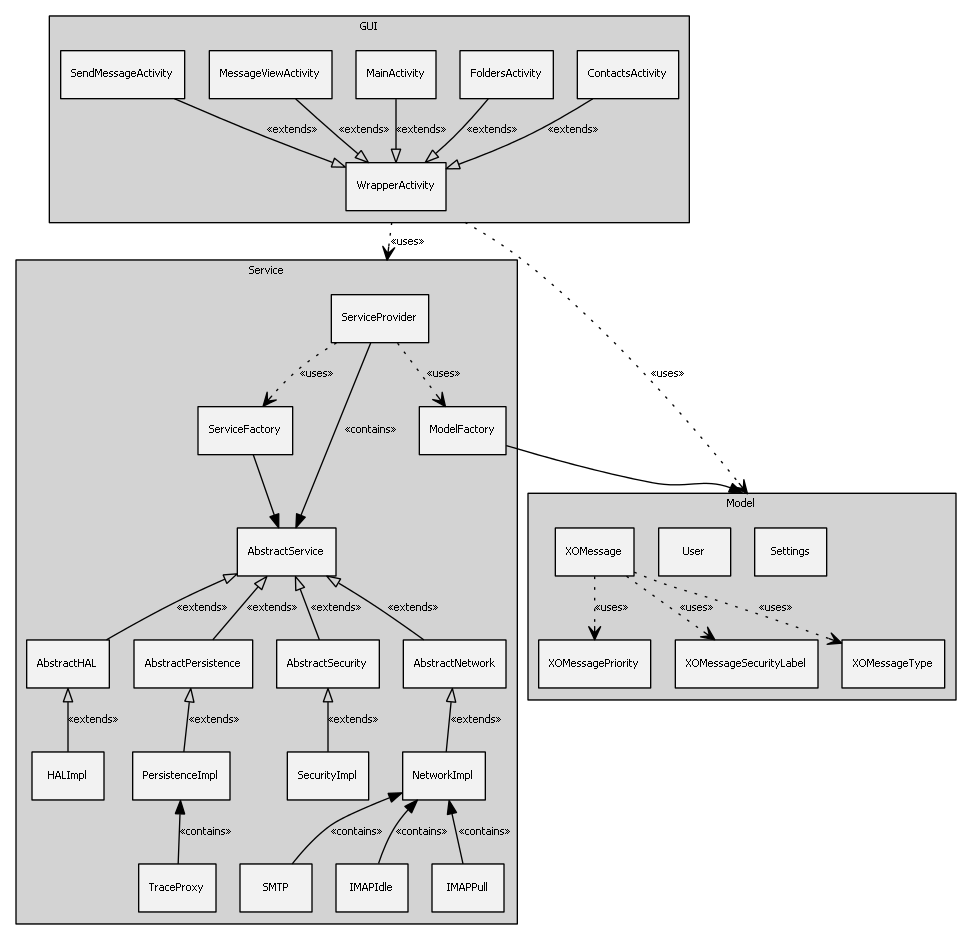 GUI
SendMessageActivity
MessageViewActivity
MainActivity
FoldersActivity
ContactsActivity
«extends»
«extends»
«extends»
«extends»
«extends»
WrapperActivity
«uses»
Service
ServiceProvider
«uses»
«uses»
«uses»
ServiceFactory
«contains»
ModelFactory
Model
AbstractService
XOMessage
User
Settings
«extends»
«extends»
«extends»
«extends»
«uses»
«uses»
«uses»
AbstractHAL
AbstractPersistence
AbstractSecurity
AbstractNetwork
XOMessagePriority
XOMessageSecurityLabel
XOMessageType
«extends»
«extends»
«extends»
«extends»
HALImpl
PersistenceImpl
SecurityImpl
NetworkImpl
«contains»
«contains»
«contains»
«contains»
TraceProxy
SMTP
IMAPIdle
IMAPPull